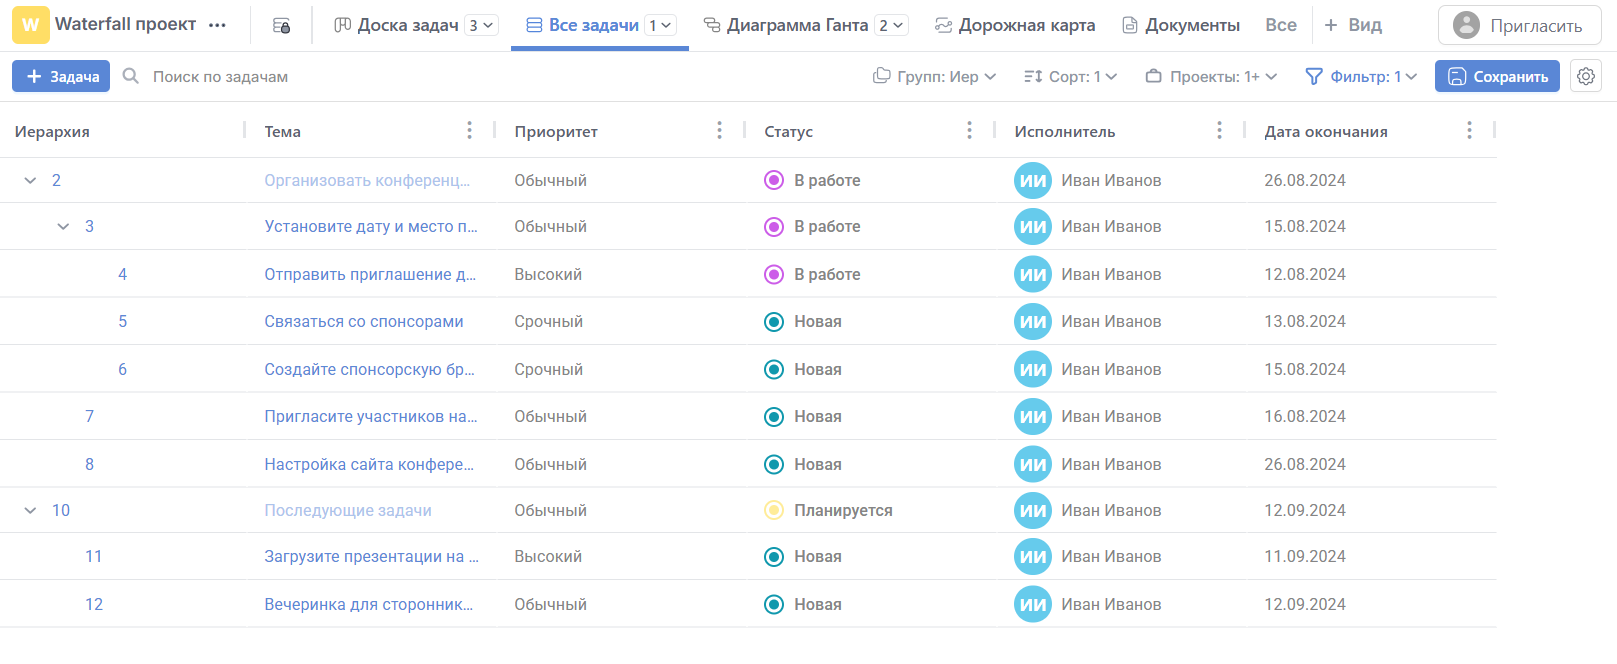 W Waterfall проект Доска задач 3 Все задачи 1 Диаграмма Ганта 2 Дорожная карта Документы Все + Вид Пригласить
+ Задача Поиск по задачам Групп: Иер Сорт: 1 Проекты: 1+ Фильтр: 1 Сохранить
Иерархия Тема Приоритет Статус Исполнитель Дата окончания
2 Организовать конференц... Обычный В работе ИИ Иван Иванов 26.08.2024
3 Установите дату и место п... Обычный В работе ИИ Иван Иванов 15.08.2024
4 Отправить приглашение д... Высокий В работе ИИ Иван Иванов 12.08.2024
5 Связаться со спонсорами Срочный Новая ИИ Иван Иванов 13.08.2024
6 Создайте спонсорскую бр... Срочный Новая ИИ Иван Иванов 15.08.2024
7 Пригласите участников на... Обычный Новая ИИ Иван Иванов 16.08.2024
8 Настройка сайта конфере... Обычный Новая ИИ Иван Иванов 26.08.2024
10 Последующие задачи Обычный Планируется ИИ Иван Иванов 12.09.2024
11 Загрузите презентации на ... Высокий Новая ИИ Иван Иванов 11.09.2024
12 Вечеринка для сторонник... Обычный Новая ИИ Иван Иванов 12.09.2024